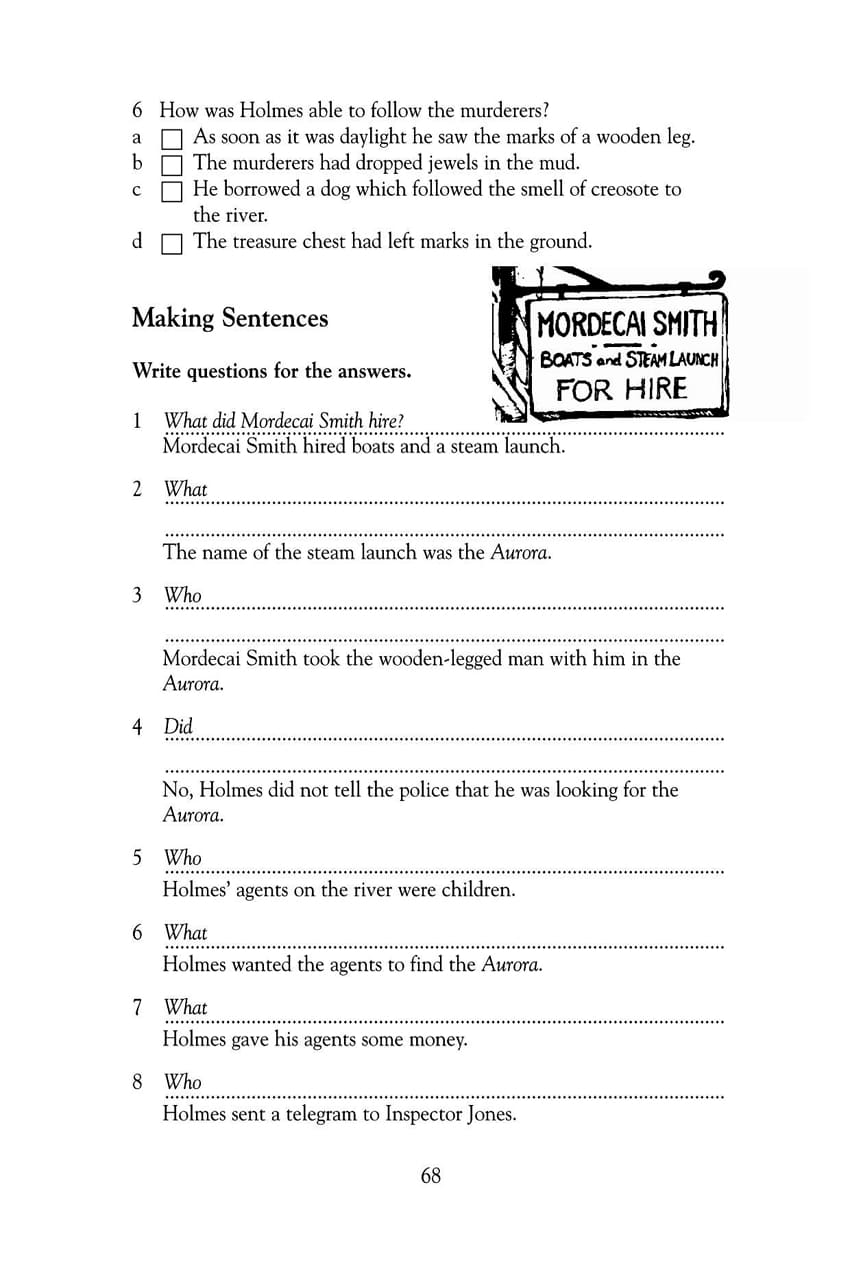 6 How was Holmes able to follow the murderers?
a As soon as it was daylight he saw the marks of a wooden leg.
b The murderers had dropped jewels in the mud.
c He borrowed a dog which followed the smell of creosote to
the river.
d The treasure chest had left marks in the ground.
Making Sentences
MORDECAI SMITH
BOATS and STEAM LAUNCH
FOR HIRE
Write questions for the answers.
1 What did Mordecai Smith hire?
Mordecai Smith hired boats and a steam launch.
2 What
The name of the steam launch was the Aurora.
3 Who
Mordecai Smith took the wooden-legged man with him in the
Aurora.
4 Did
No, Holmes did not tell the police that he was looking for the
Aurora.
5 Who
Holmes’ agents on the river were children.
6 What
Holmes wanted the agents to find the Aurora.
7 What
Holmes gave his agents some money.
8 Who
Holmes sent a telegram to Inspector Jones.
68